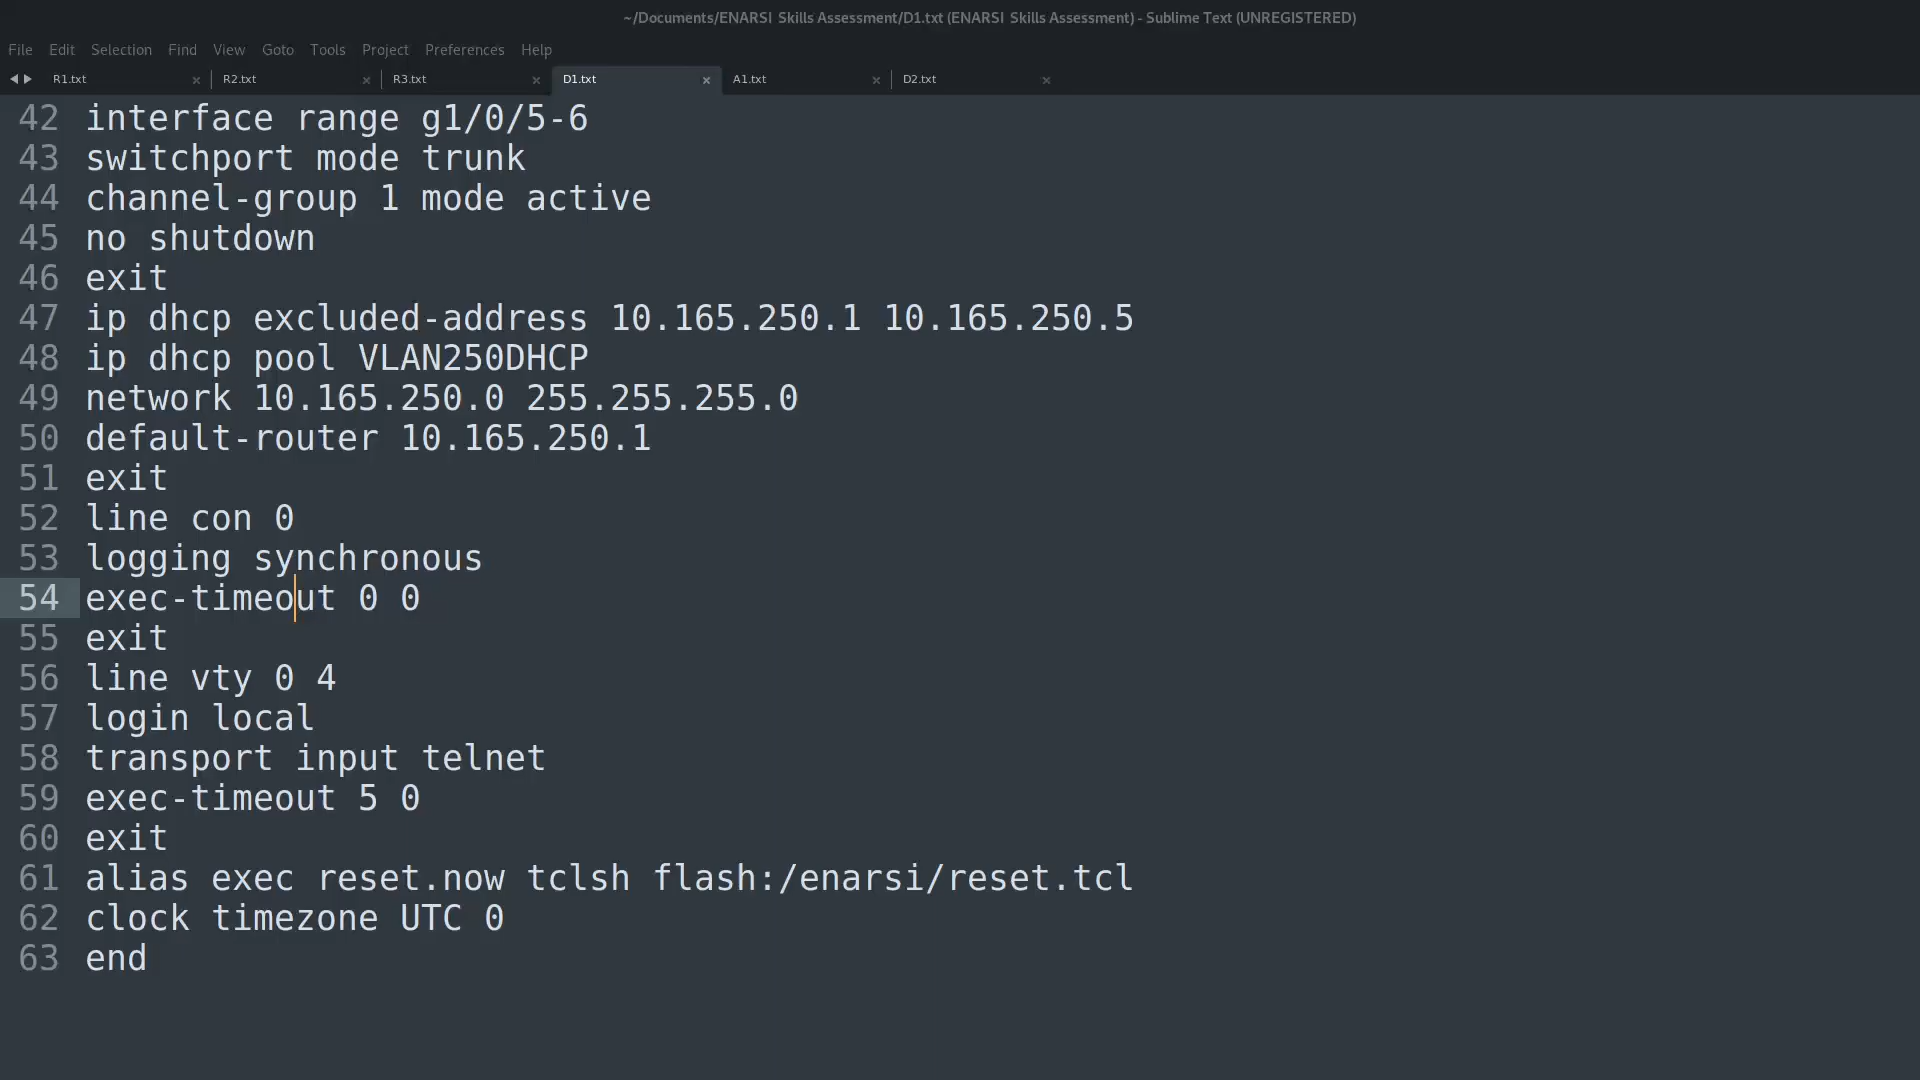 ~/Documents/ENARSI Skills Assessment/D1.txt (ENARSI Skills Assessment) - Sublime Text (UNREGISTERED)
File Edit Selection Find View Goto Tools Project Preferences Help
R1.txt R2.txt R3.txt D1.txt A1.txt D2.txt
42 interface range g1/0/5-6
43 switchport mode trunk
44 channel-group 1 mode active
45 no shutdown
46 exit
47 ip dhcp excluded-address 10.165.250.1 10.165.250.5
48 ip dhcp pool VLAN250DHCP
49 network 10.165.250.0 255.255.255.0
50 default-router 10.165.250.1
51 exit
52 line con 0
53 logging synchronous
54 exec-timeout 0 0
55 exit
56 line vty 0 4
57 login local
58 transport input telnet
59 exec-timeout 5 0
60 exit
61 alias exec reset.now tclsh flash:/enarsi/reset.tcl
62 clock timezone UTC 0
63 end